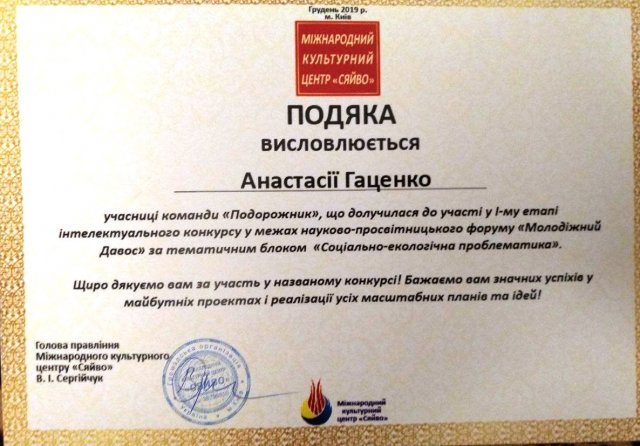 Грудень 2019 р.
м. Київ
МІЖНАРОДНИЙ
КУЛЬТУРНИЙ
ЦЕНТР «СЯЙВО»
ПОДЯКА
ВИСЛОВЛЮЄТЬСЯ
Анастасії Гаценко
учасниці команди «Подорожник», що долучилася до участі у І-му етапі
інтелектуального конкурсу у межах науково-просвітницького форуму «Молодіжний
Давос» за тематичним блоком «Соціально-екологічна проблематика».
Щиро дякуємо вам за участь у названому конкурсі! Бажаємо вам значних успіхів у
майбутніх проектах і реалізації усіх масштабних планів та ідей!
Голова правління
Міжнародного культурного
центру «Сяйво»
В. І. Сергійчук
Міжнародний
культурний
центр «Сяйво»